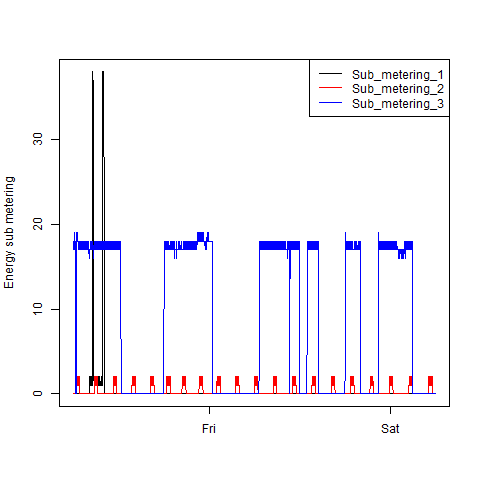 Sub_metering_1
Sub_metering_2
Sub_metering_3
Energy sub metering
30
20
10
0
Fri
Sat